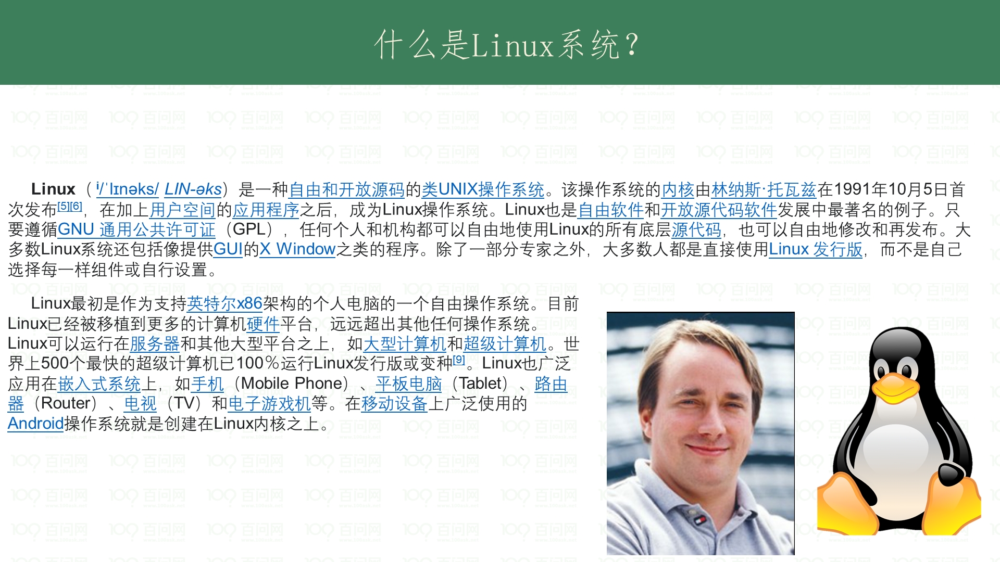 什么是Linux系统？
Linux（ i/ˈlɪnəks/ LIN-əks）是一种自由和开放源码的类UNIX操作系统。该操作系统的内核由林纳斯·托瓦兹在1991年10月5日首
次发布[5][6]，在加上用户空间的应用程序之后，成为Linux操作系统。Linux也是自由软件和开放源代码软件发展中最著名的例子。只
要遵循GNU 通用公共许可证（GPL），任何个人和机构都可以自由地使用Linux的所有底层源代码，也可以自由地修改和再发布。大
多数Linux系统还包括像提供GUI的X Window之类的程序。除了一部分专家之外，大多数人都是直接使用Linux 发行版，而不是自己
选择每一样组件或自行设置。
Linux最初是作为支持英特尔x86架构的个人电脑的一个自由操作系统。目前
Linux已经被移植到更多的计算机硬件平台，远远超出其他任何操作系统。
Linux可以运行在服务器和其他大型平台之上，如大型计算机和超级计算机。世
界上500个最快的超级计算机已100％运行Linux发行版或变种[9]。Linux也广泛
应用在嵌入式系统上，如手机（Mobile Phone）、平板电脑（Tablet）、路由
器（Router）、电视（TV）和电子游戏机等。在移动设备上广泛使用的
Android操作系统就是创建在Linux内核之上。
百问网
www.100ask.net